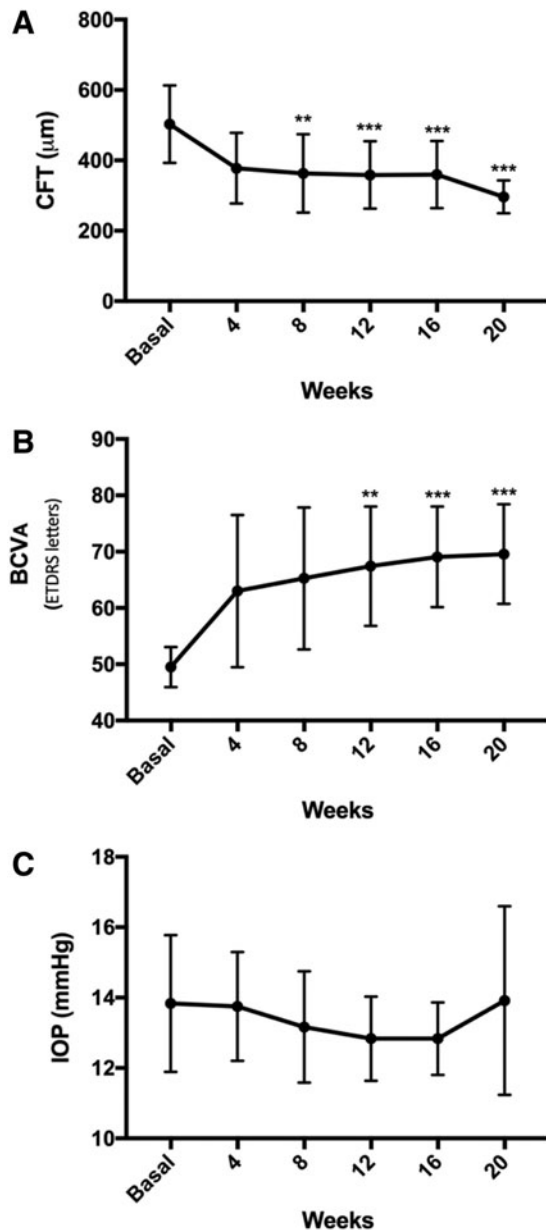 A
800
600
400
200
0
CFT (μm)
** *** *** ***
Basal 4 8 12 16 20
Weeks
B
90
80
70
60
50
40
BCVA
(ETDRS letters)
** *** ***
Basal 4 8 12 16 20
Weeks
C
18
16
14
12
10
IOP (mmHg)
Basal 4 8 12 16 20
Weeks